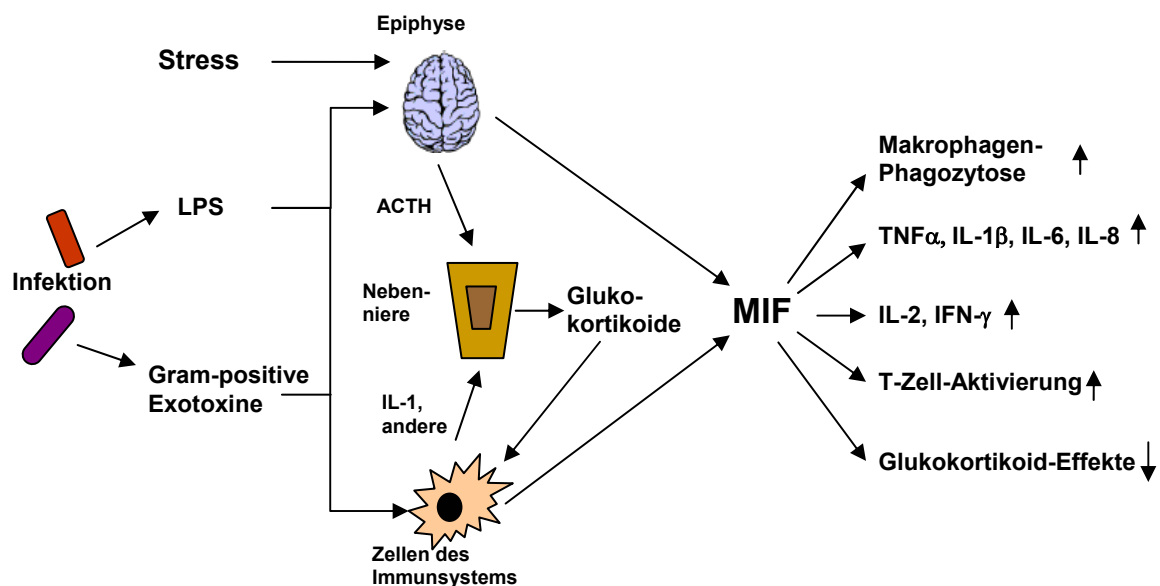 Epiphyse
Stress
LPS
ACTH
Infektion
Neben-
niere
Gluko-
kortikoide
Gram-positive
Exotoxine
IL-1,
andere
Zellen des
Immunsystems
MIF
Makrophagen-
Phagozytose
TNFα, IL-1β, IL-6, IL-8
IL-2, IFN-γ
T-Zell-Aktivierung
Glukokortikoid-Effekte